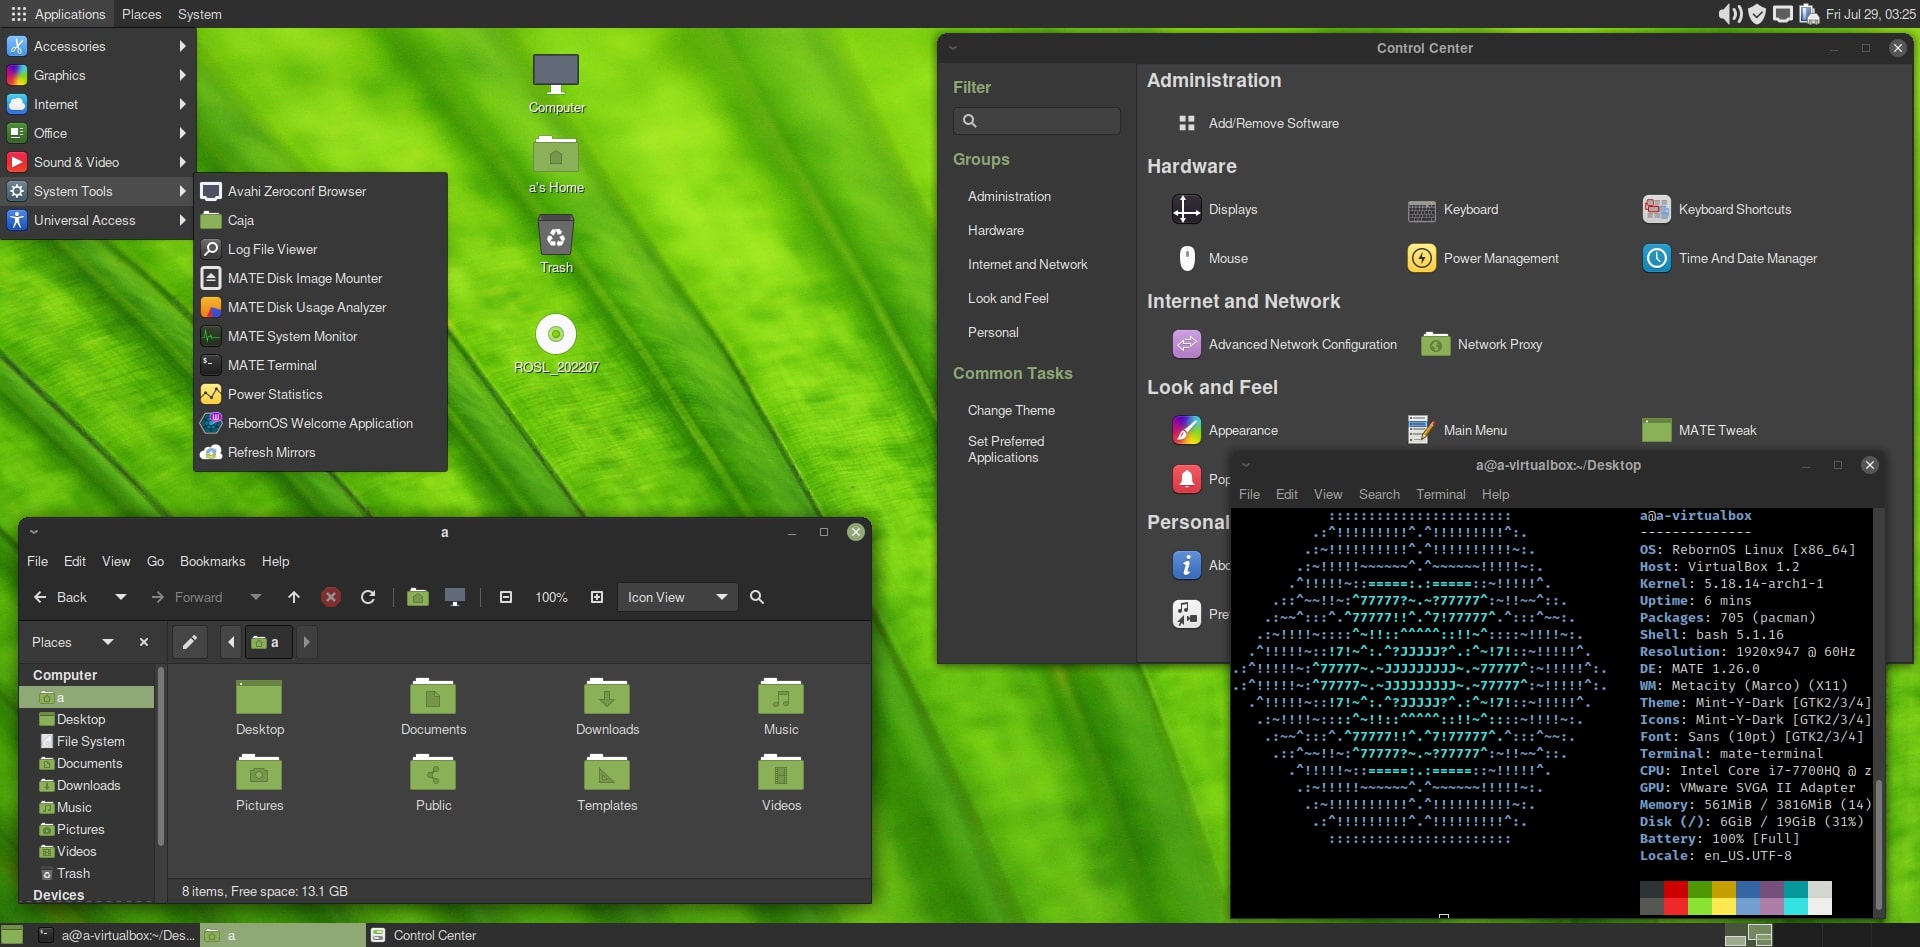 Applications Places System
Fri Jul 29, 03:25
Accessories
Graphics
Internet
Office
Sound & Video
System Tools
Universal Access
Avahi Zeroconf Browser
Caja
Log File Viewer
MATE Disk Image Mounter
MATE Disk Usage Analyzer
MATE System Monitor
MATE Terminal
Power Statistics
RebornOS Welcome Application
Refresh Mirrors
Computer
a's Home
Trash
ROSL_202207
Control Center
Filter
Groups
Administration
Hardware
Internet and Network
Look and Feel
Personal
Common Tasks
Change Theme
Set Preferred
Applications
Administration
Add/Remove Software
Hardware
Displays Keyboard Keyboard Shortcuts
Mouse Power Management Time And Date Manager
Internet and Network
Advanced Network Configuration Network Proxy
Look and Feel
Appearance Main Menu MATE Tweak
Pop
Personal
Abo
Pre
a
File Edit View Go Bookmarks Help
Back Forward 100% Icon View
Places
a
Computer
a
Desktop
File System
Documents
Downloads
Music
Pictures
Videos
Trash
Devices
Desktop Documents Downloads Music
Pictures Public Templates Videos
8 items, Free space: 13.1 GB
a@a-virtualbox:~/Desktop
File Edit View Search Terminal Help
a@a-virtualbox
--------------
OS: RebornOS Linux [x86_64]
Host: VirtualBox 1.2
Kernel: 5.18.14-arch1-1
Uptime: 6 mins
Packages: 705 (pacman)
Shell: bash 5.1.16
Resolution: 1920x947 @ 60Hz
DE: MATE 1.26.0
WM: Metacity (Marco) (X11)
Theme: Mint-Y-Dark [GTK2/3/4]
Icons: Mint-Y-Dark [GTK2/3/4]
Font: Sans (10pt) [GTK2/3/4]
Terminal: mate-terminal
CPU: Intel Core i7-7700HQ @ 2
GPU: VMware SVGA II Adapter
Memory: 561MiB / 3816MiB (14)
Disk (/): 6GiB / 19GiB (31%)
Battery: 100% [Full]
Locale: en_US.UTF-8
a@a-virtualbox:~/Des... a Control Center